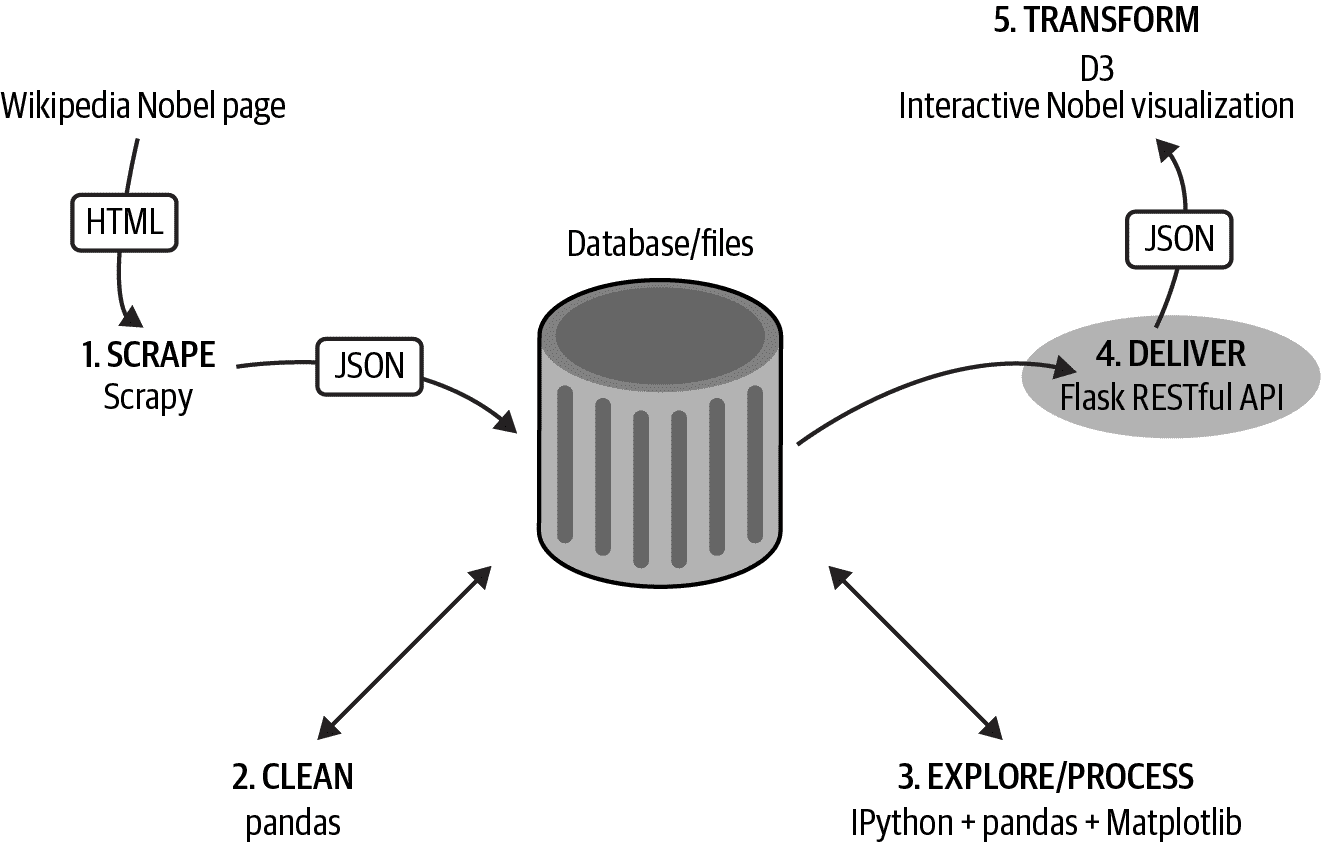 Wikipedia Nobel page
HTML
1. SCRAPE
Scrapy
JSON
Database/files
2. CLEAN
pandas
3. EXPLORE/PROCESS
IPython + pandas + Matplotlib
4. DELIVER
Flask RESTful API
JSON
5. TRANSFORM
D3
Interactive Nobel visualization